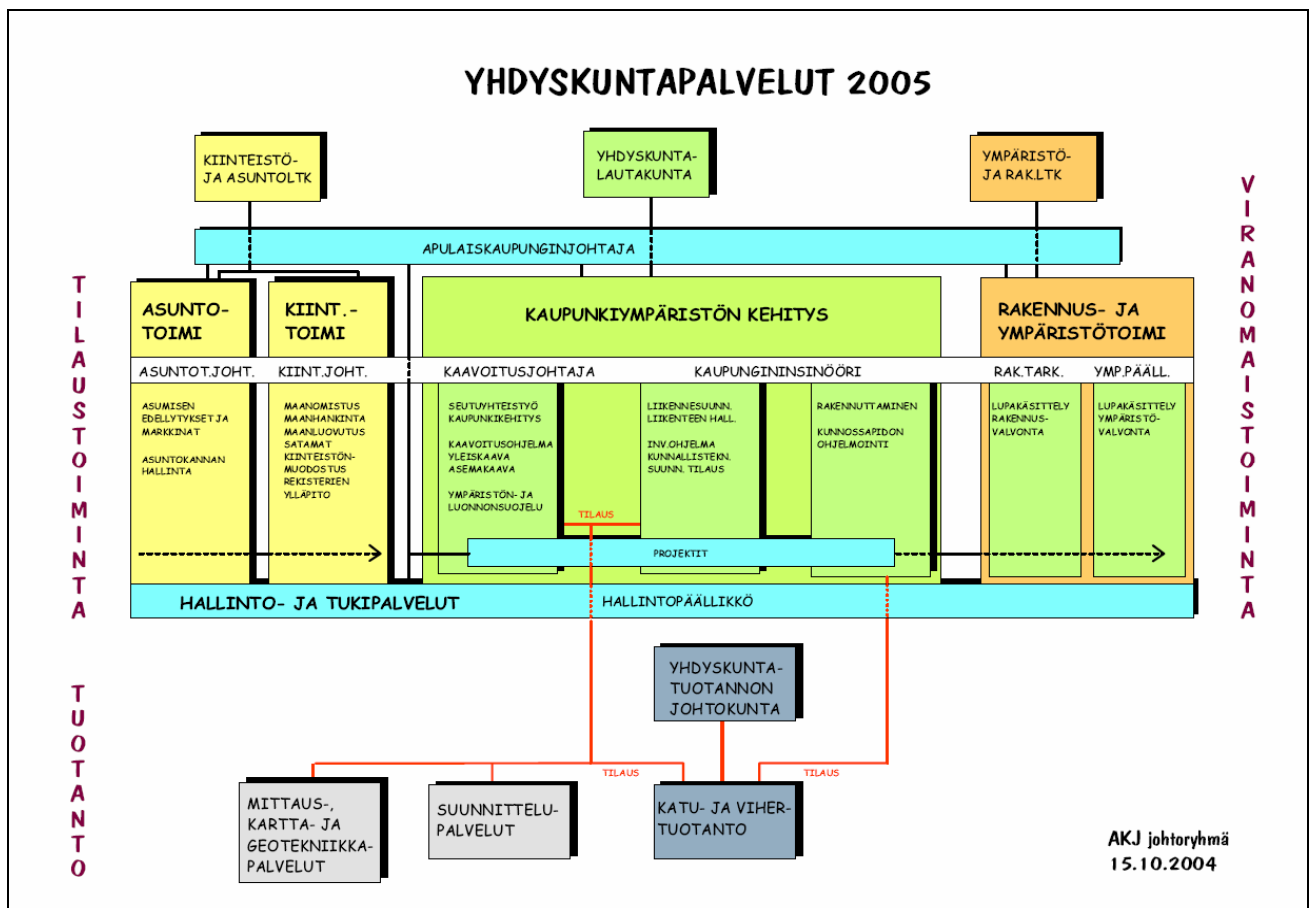 YHDYSKUNTAPALVELUT 2005
KIINTEISTÖ-
JA ASUNTOLTK
YHDYSKUNTA-
LAUTAKUNTA
YMPÄRISTÖ-
JA RAK.LTK
APULAISKAUPUNGINJOHTAJA
TILAUSTOIMINTA
VIRANOMAISTOIMINTA
ASUNTO-
TOIMI
KIINT.-
TOIMI
KAUPUNKIYMPÄRISTÖN KEHITYS
RAKENNUS- JA
YMPÄRISTÖTOIMI
ASUNTOT.JOHT.
KIINT.JOHT.
KAAVOITUSJOHTAJA
KAUPUNGININSINÖÖRI
RAK.TARK.
YMP.PÄÄLL.
ASUMISEN
EDELLYTYKSET JA
MARKKINAT
ASUNTOKANNAN
HALLINTA
MAANOMISTUS
MAANHANKINTA
MAANLUOVUTUS
SATAMAT
KIINTEISTÖN-
MUODOSTUS
REKISTERIEN
YLLÄPITO
SEUTUYHTEISTYÖ
KAUPUNKIKEHITYS
KAAVOITUSOHJELMA
YLEISKAAVA
ASEMAKAAVA
YMPÄRISTÖN- JA
LUONNONSUOJELU
LIIKENNESUUNN.
LIIKENTEEN HALL.
INV.OHJELMA
KUNNALLISTEKN.
SUUNN. TILAUS
RAKENNUTTAMINEN
KUNNOSSAPIDON
OHJELMOINTI
LUPAKÄSITTELY
RAKENNUS-
VALVONTA
LUPAKÄSITTELY
YMPÄRISTÖ-
VALVONTA
TILAUS
PROJEKTIT
HALLINTO- JA TUKIPALVELUT
HALLINTOPÄÄLLIKKÖ
TUOTANTO
YHDYSKUNTA-
TUOTANNON
JOHTOKUNTA
TILAUS
TILAUS
MITTAUS-,
KARTTA- JA
GEOTEKNIIKKA-
PALVELUT
SUUNNITTELU-
PALVELUT
KATU- JA VIHER-
TUOTANTO
AKJ johtoryhmä
15.10.2004